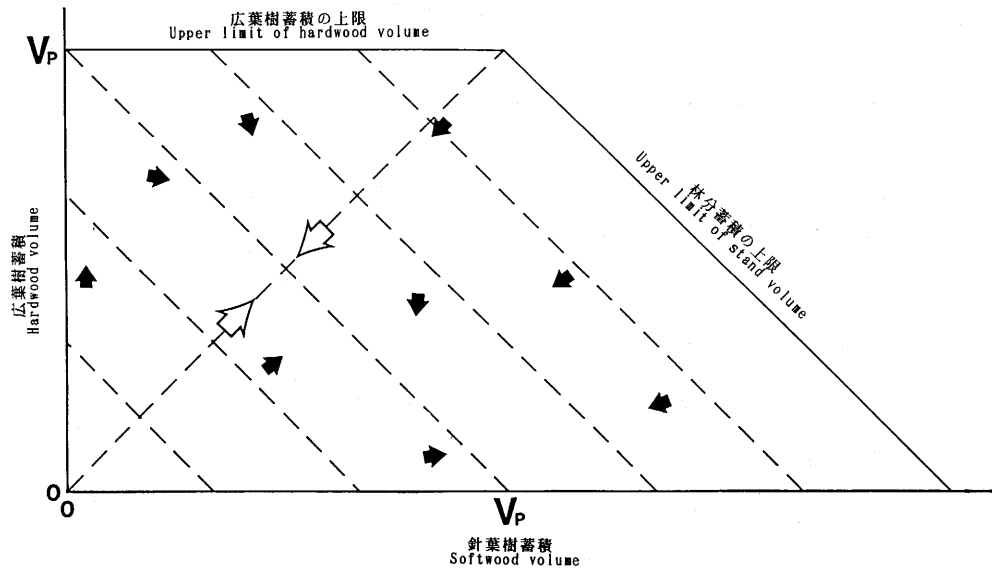 広葉樹蓄積の上限
Upper limit of hardwood volume
VP
林分蓄積の上限
Upper limit of stand volume
広葉樹蓄積
Hardwood volume
0
0
VP
針葉樹蓄積
Softwood volume